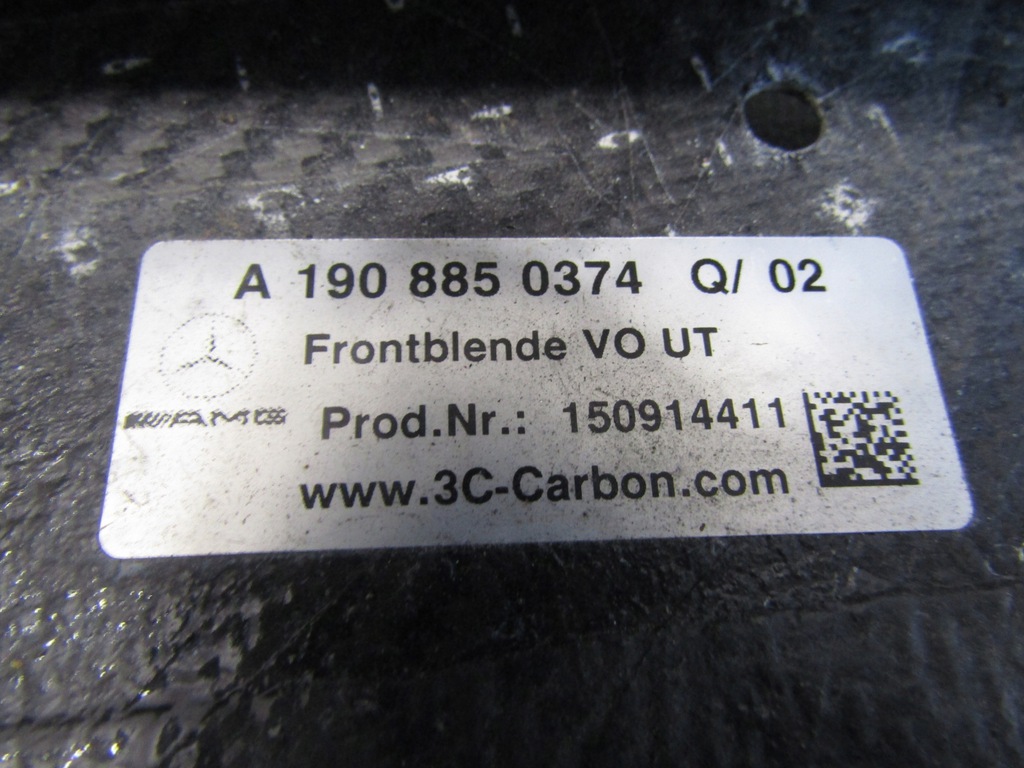 A 190 885 0374 Q/ 02
Frontblende VO UT
AMG
Prod.Nr.: 150914411
www.3C-Carbon.com